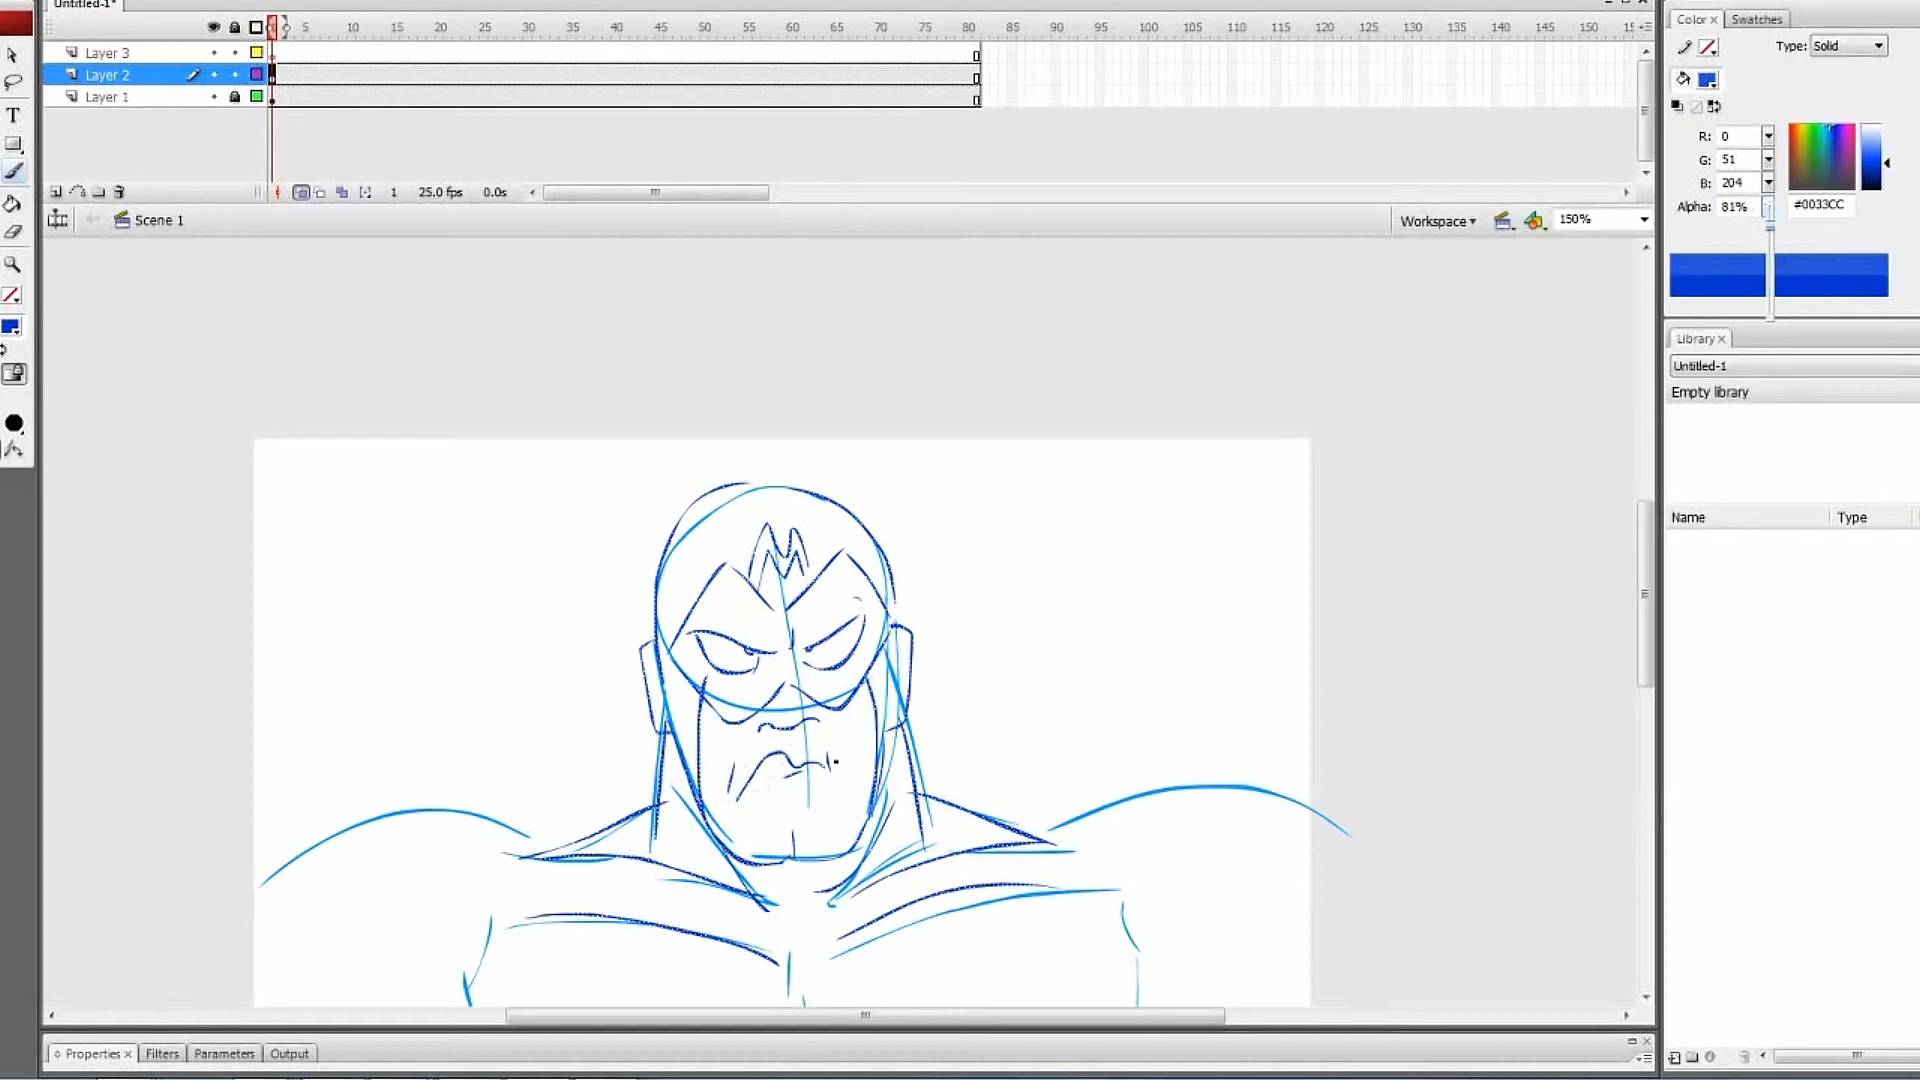 Untitled-1*
5 10 15 20 25 30 35 40 45 50 55 60 65 70 75 80 85 90 95 100 105 110 115 120 125 130 135 140 145 150 15
Layer 3
Layer 2
Layer 1
1 25.0 fps 0.0s
Scene 1
Workspace
150%
T
Color
Swatches
Type: Solid
R: 0
G: 51
B: 204
Alpha: 81%
#0033CC
Library
Untitled-1
Empty library
Name
Type
M
Properties
Filters
Parameters
Output